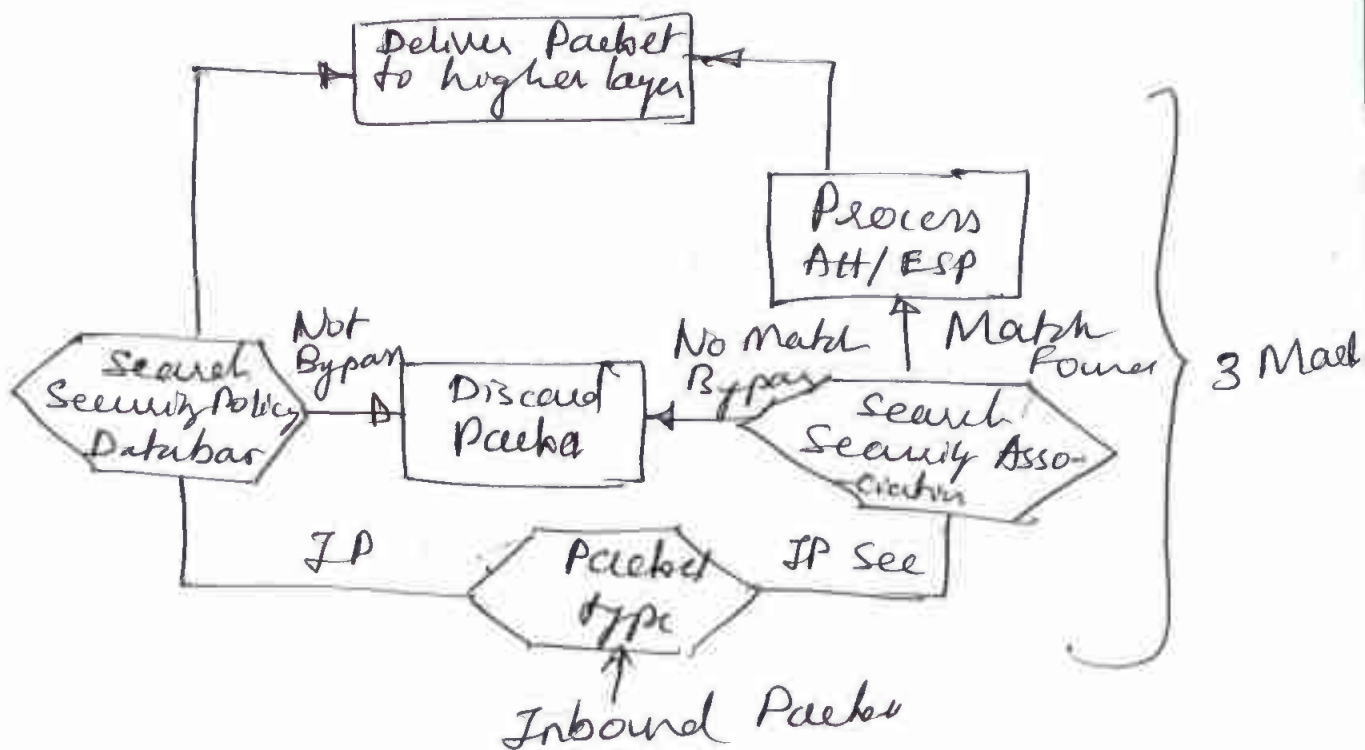 Deliver Packet
to higher layer
Process
AH/ESP
Not
Bypass
No Match
Bypass
Match
Found
Search
Security Policy
Database
Discard
Packet
Search
Security Asso-
ciation
3 Mark
IP
Packet
type
IP Sec
Inbound Packet